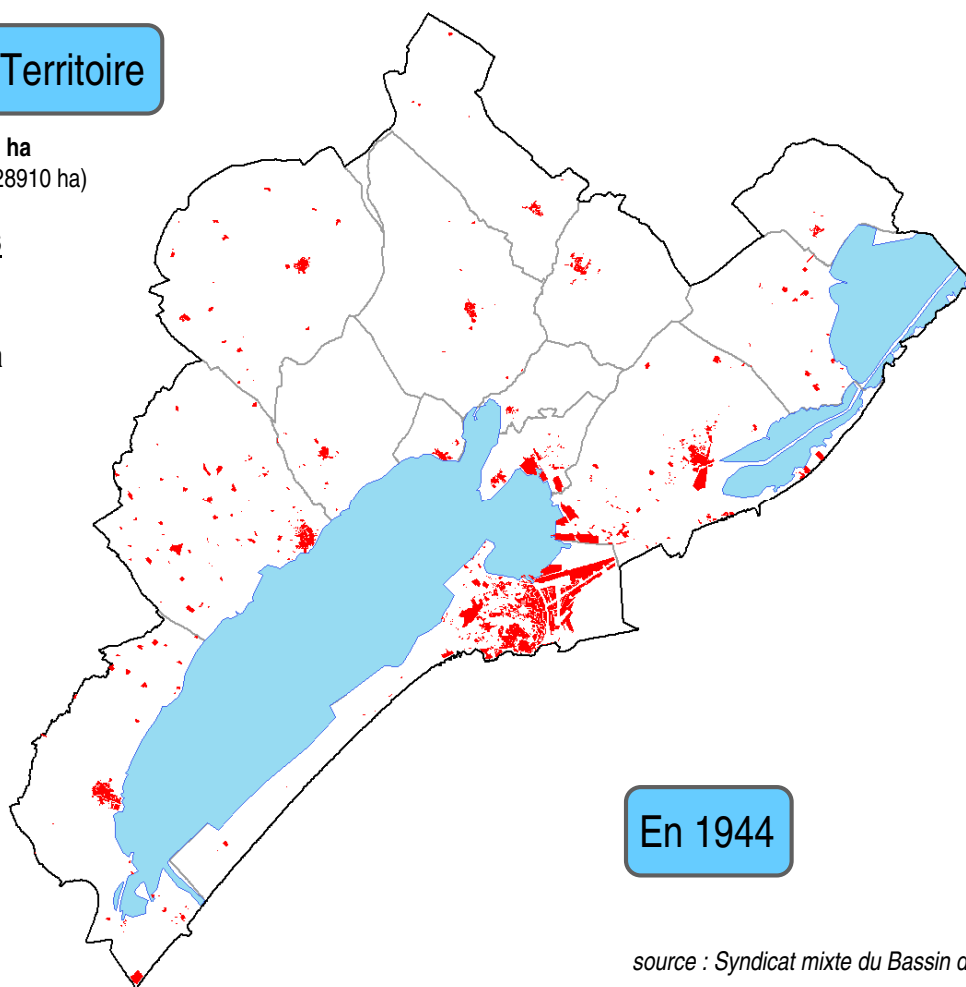 Territoire
ha
28910 ha)
En 1944
source : Syndicat mixte du Bassin d